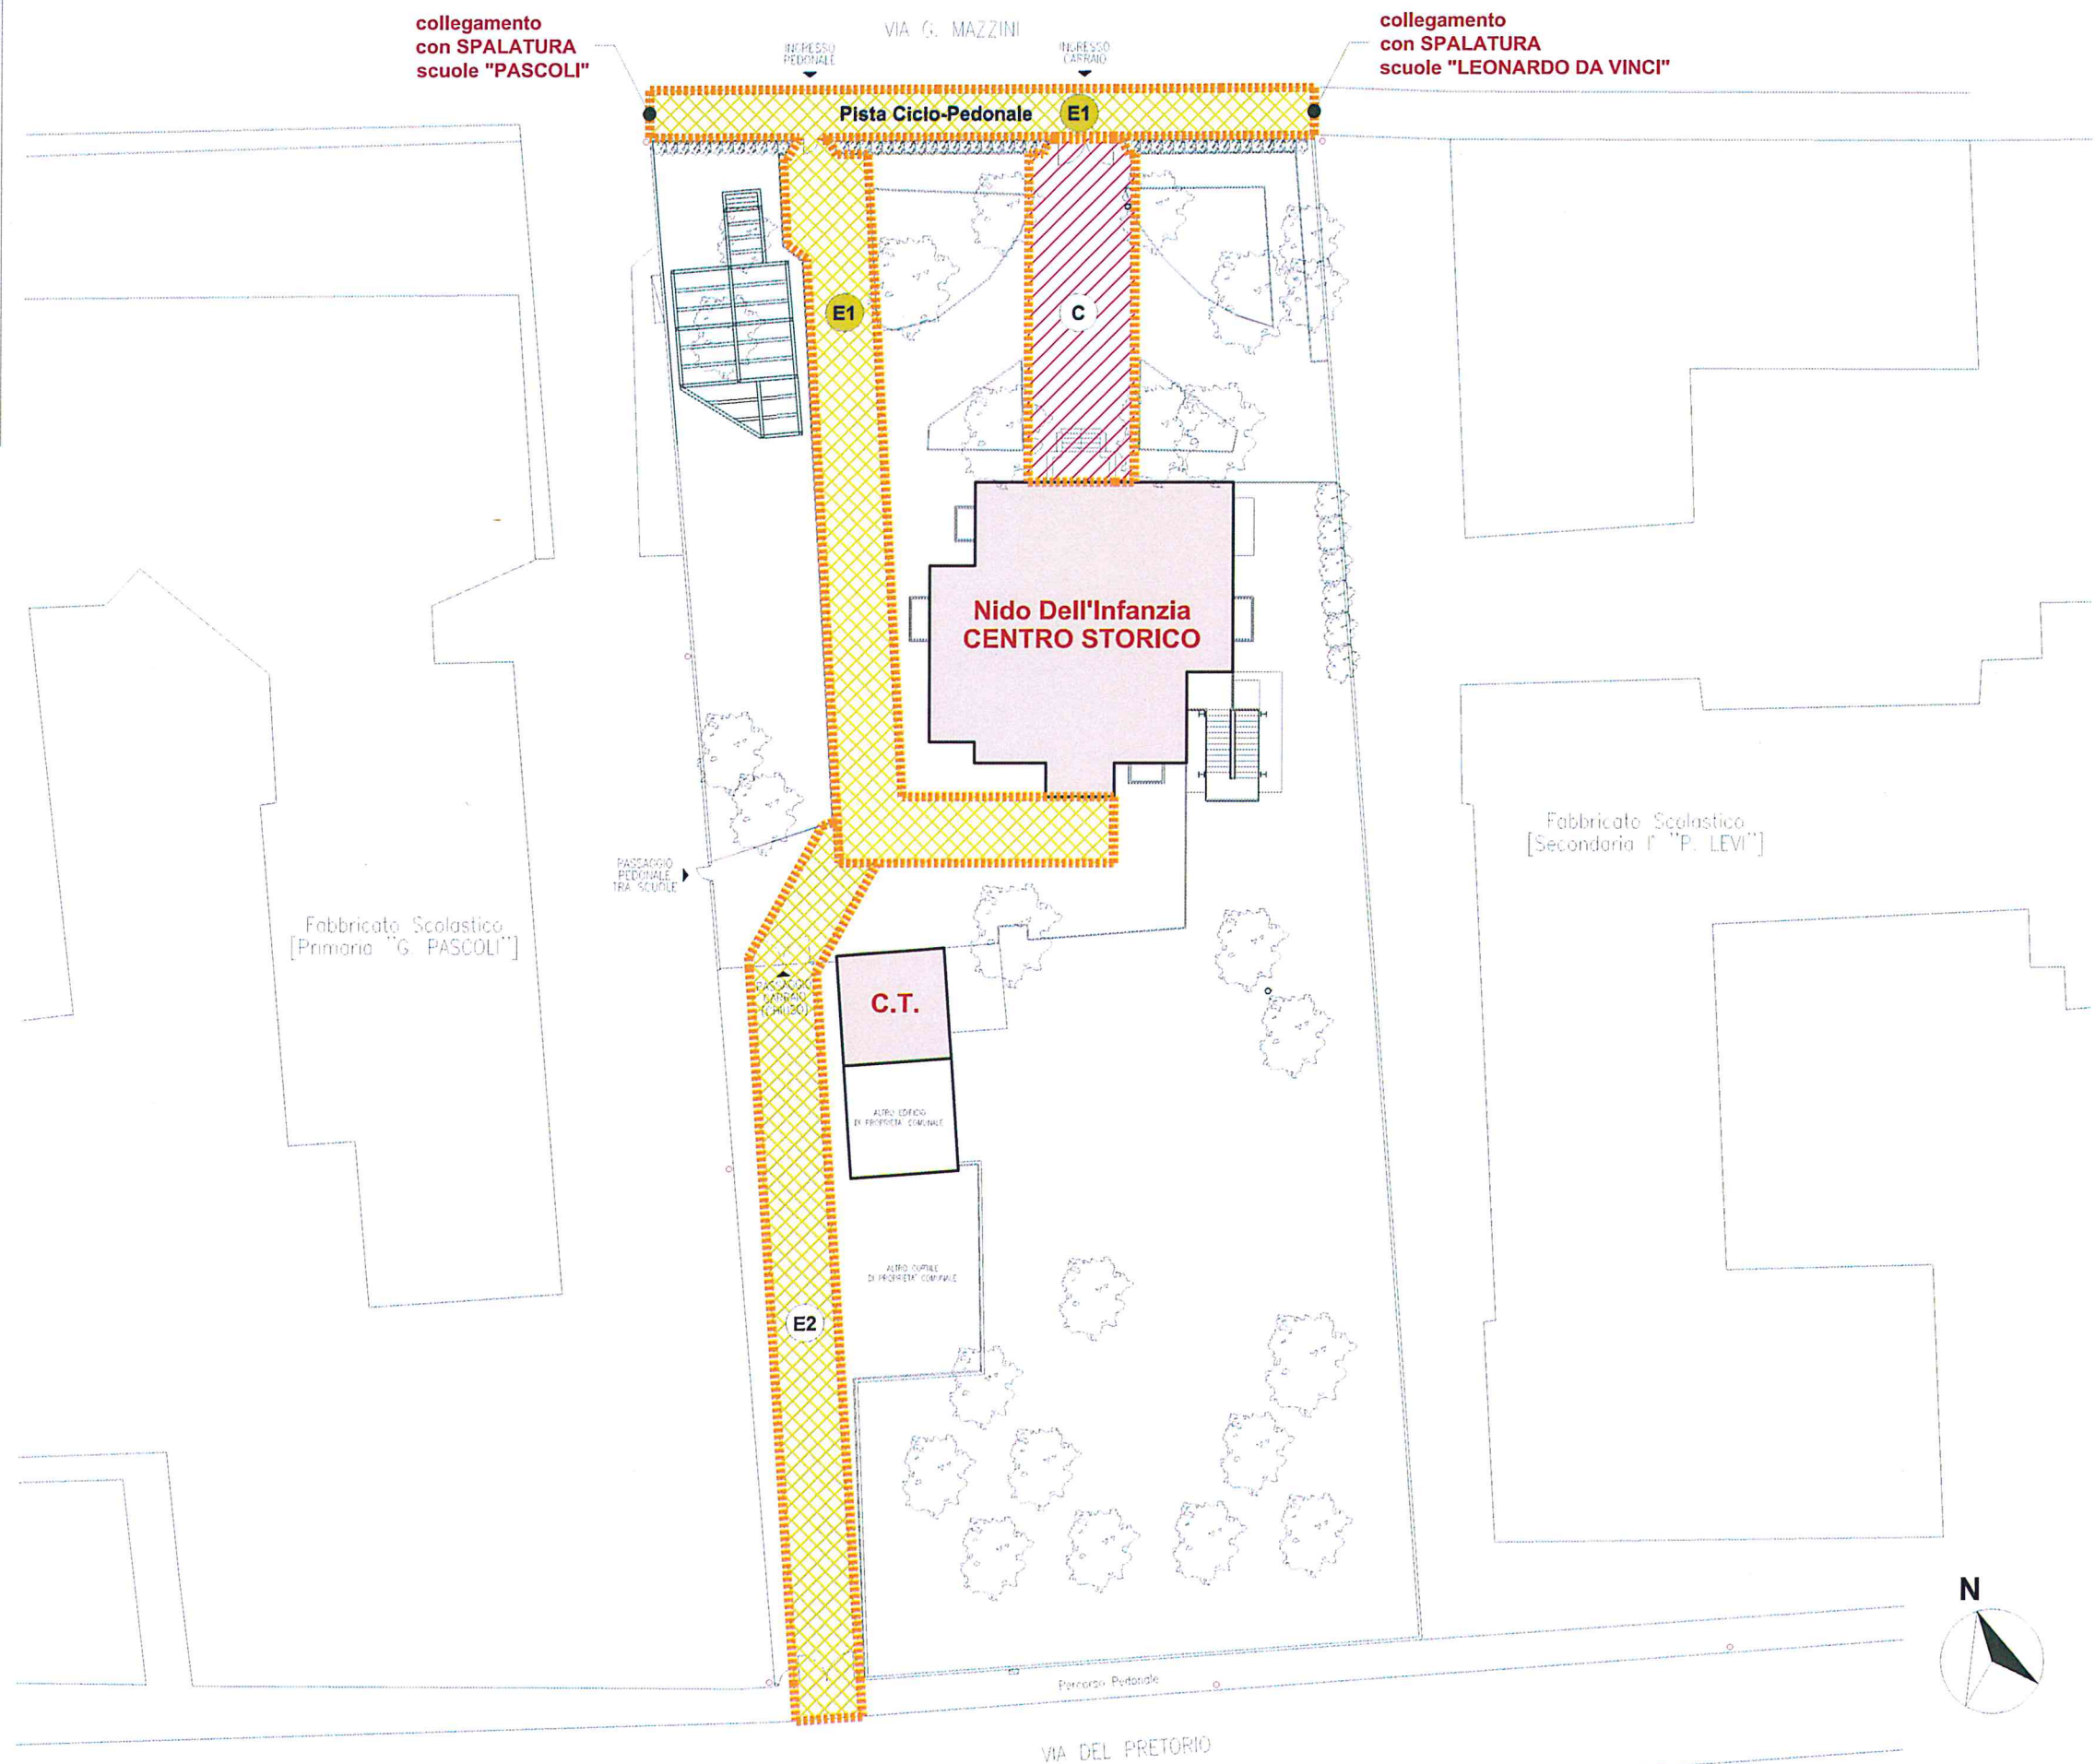 collegamento
con SPALATURA
scuole "PASCOLI"
VIA G. MAZZINI
INGRESSO
PEDONALE
INGRESSO
CARRAIO
collegamento
con SPALATURA
scuole "LEONARDO DA VINCI"
Pista Ciclo-Pedonale
E1
E1
C
Nido Dell'Infanzia
CENTRO STORICO
PASSAGGIO
PEDONALE
TRA SCUOLE
Fabbricato Scolastico
[Secondaria I° "P. LEVI"]
Fabbricato Scolastico
[Primaria "G. PASCOLI"]
PASSAGGIO
CARRAIO
(CHIUSO)
C.T.
ALTRO EDIFICIO
DI PROPRIETA' COMUNALE
ALTRO CORTILE
DI PROPRIETA' COMUNALE
E2
N
Percorso Pedonale
VIA DEL PRETORIO